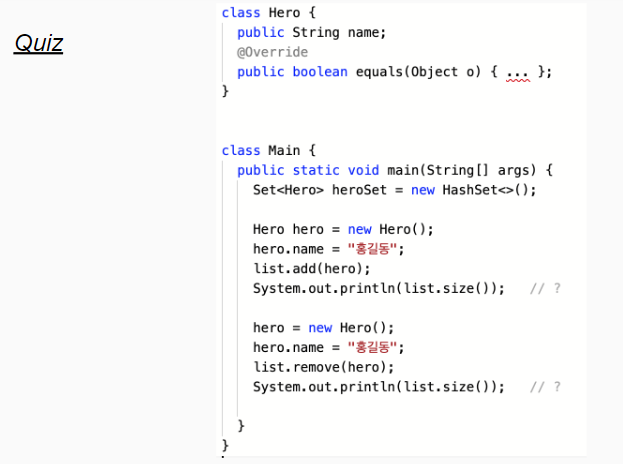 Quiz
class Hero {
public String name;
@Override
public boolean equals(Object o) { ... };
}
class Main {
public static void main(String[] args) {
Set<Hero> heroSet = new HashSet<>();
Hero hero = new Hero();
hero.name = "홍길동";
list.add(hero);
System.out.println(list.size());   // ?
hero = new Hero();
hero.name = "홍길동";
list.remove(hero);
System.out.println(list.size());   // ?
}
}